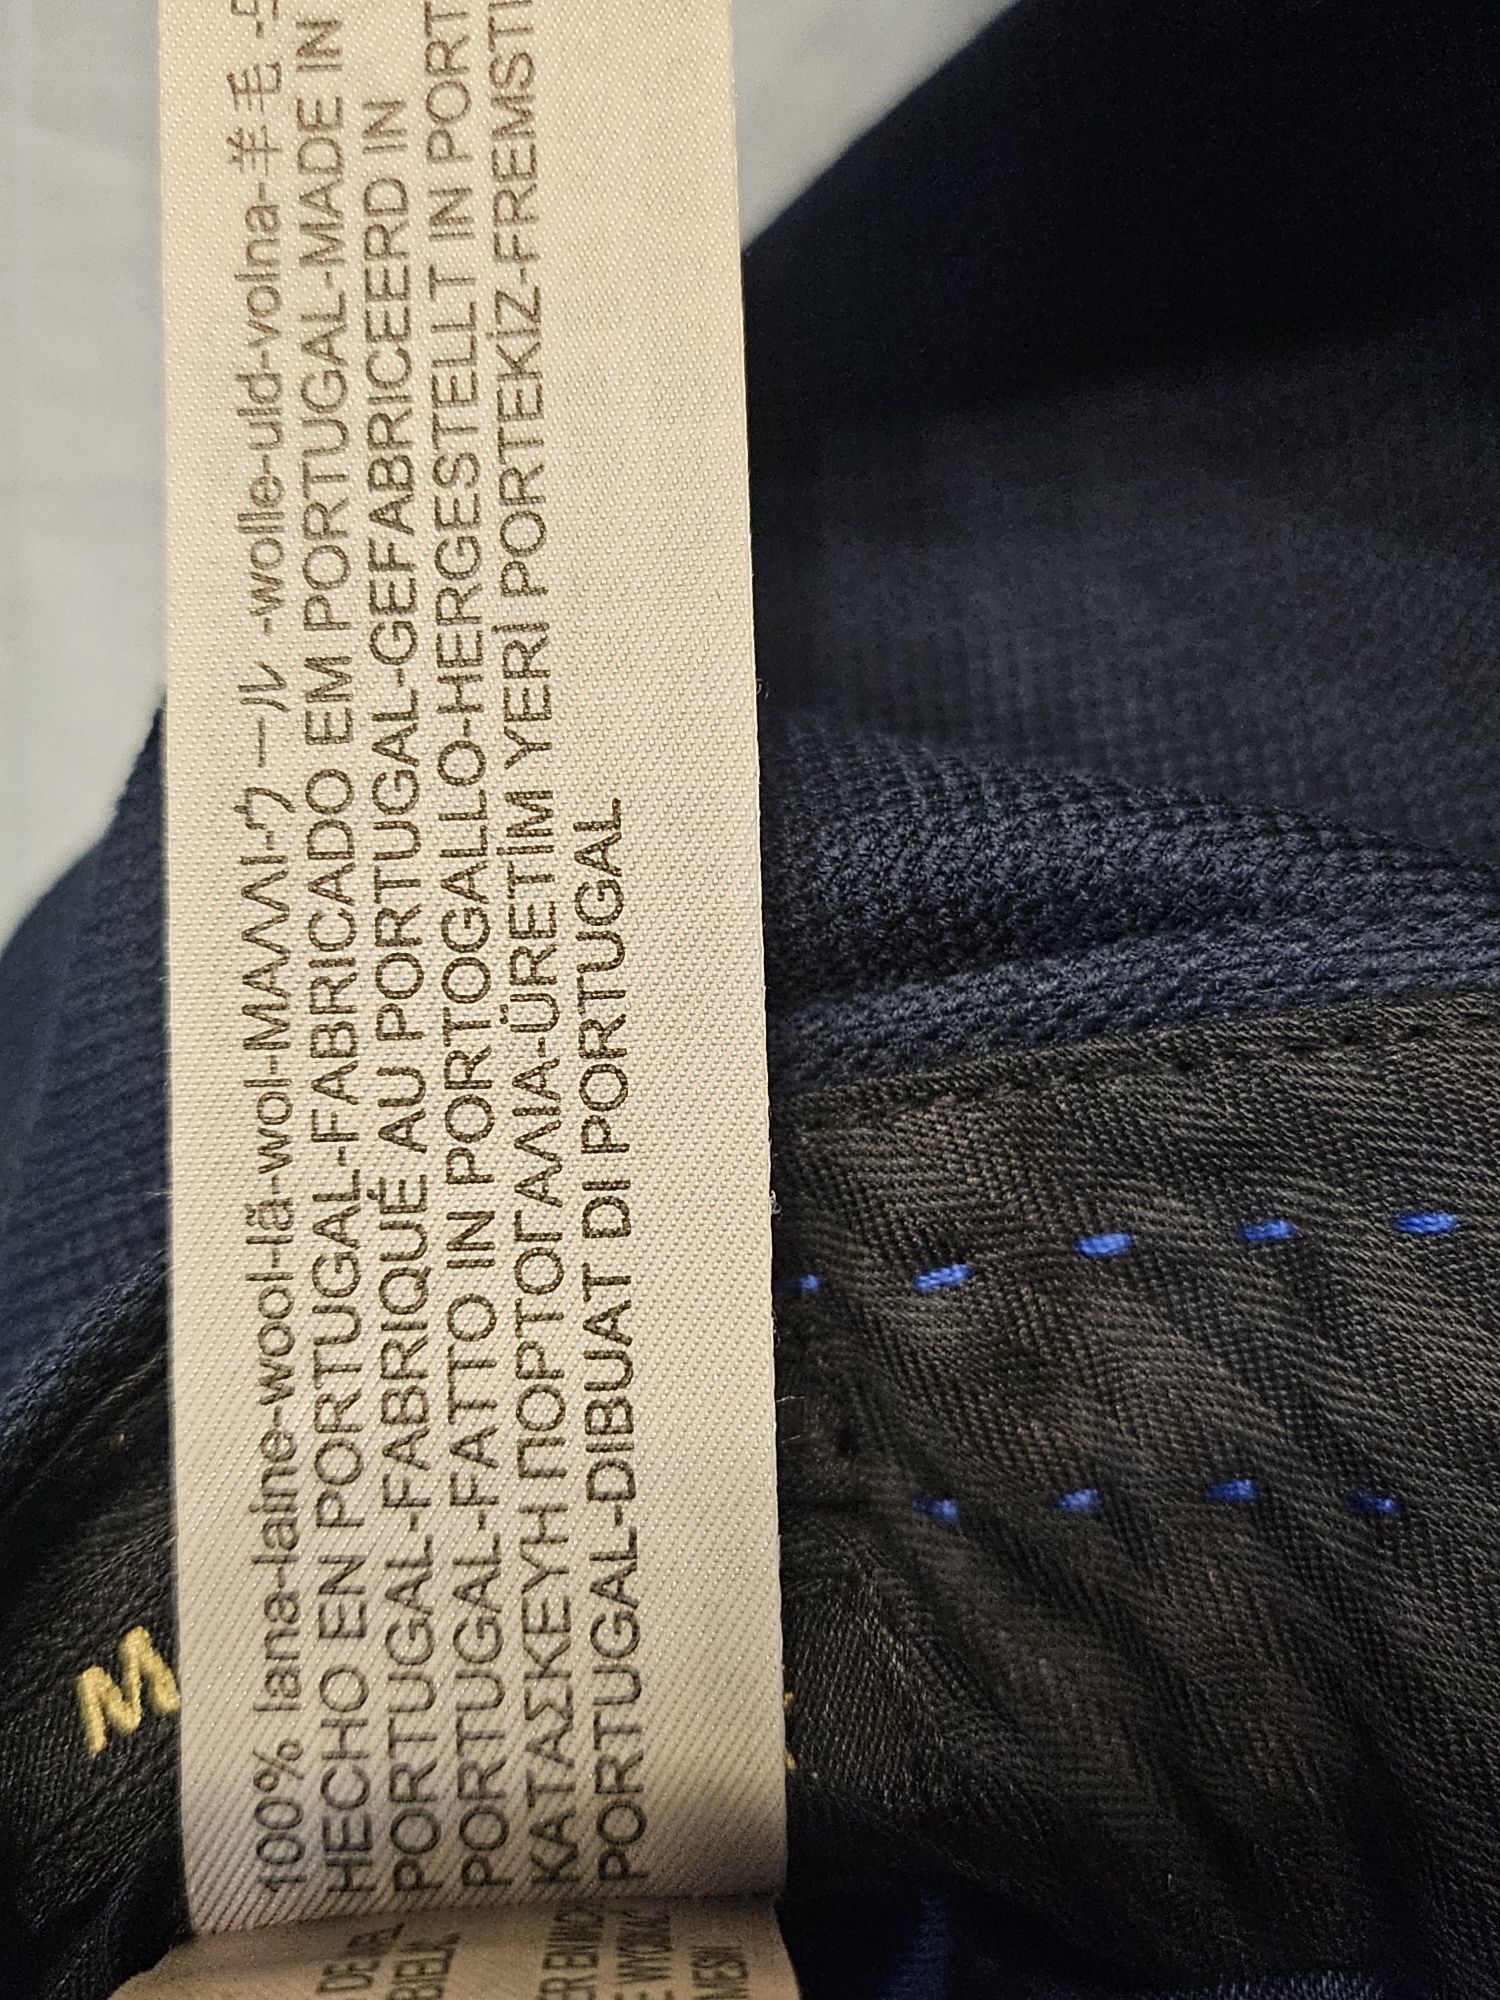 100% lana-laine-wool-lã-wol-ΜΑΛΛΙ-ウール -wolle-uld-volna-羊毛
HECHO EN PORTUGAL-FABRICADO EM PORTUGAL-MADE IN
PORTUGAL-FABRIQUÉ AU PORTUGAL-GEFABRICEERD IN
PORTUGAL-FATTO IN PORTOGALLO-HERGESTELLT IN PORT
ΚΑΤΑΣΚΕΥΗ ΠΟΡΤΟΓΑΛΙΑ-ÜRETİM YERİ PORTEKİZ-FREMSTI
PORTUGAL-DIBUAT DI PORTUGAL
M